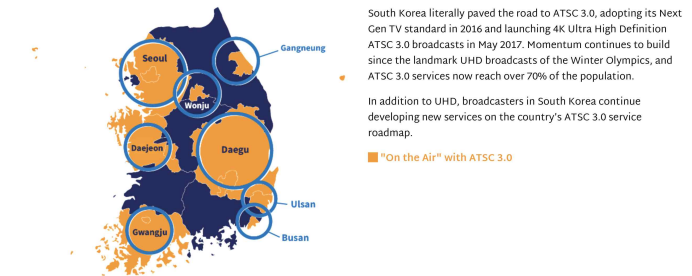 Seoul
Gangneung
Wonju
Daejeon
Daegu
Ulsan
Gwangju
Busan
South Korea literally paved the road to ATSC 3.0, adopting its Next
Gen TV standard in 2016 and launching 4K Ultra High Definition
ATSC 3.0 broadcasts in May 2017. Momentum continues to build
since the landmark UHD broadcasts of the Winter Olympics, and
ATSC 3.0 services now reach over 70% of the population.
In addition to UHD, broadcasters in South Korea continue
developing new services on the country's ATSC 3.0 service
roadmap.
"On the Air" with ATSC 3.0